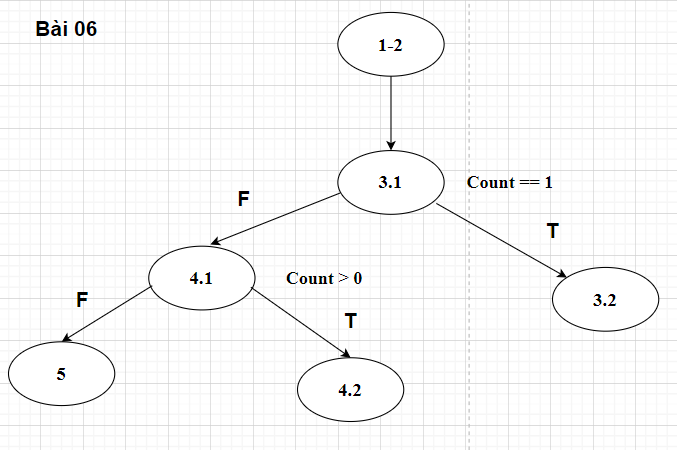 Bài 06
1-2
3.1
Count == 1
F
T
4.1
Count > 0
3.2
F
T
5
4.2